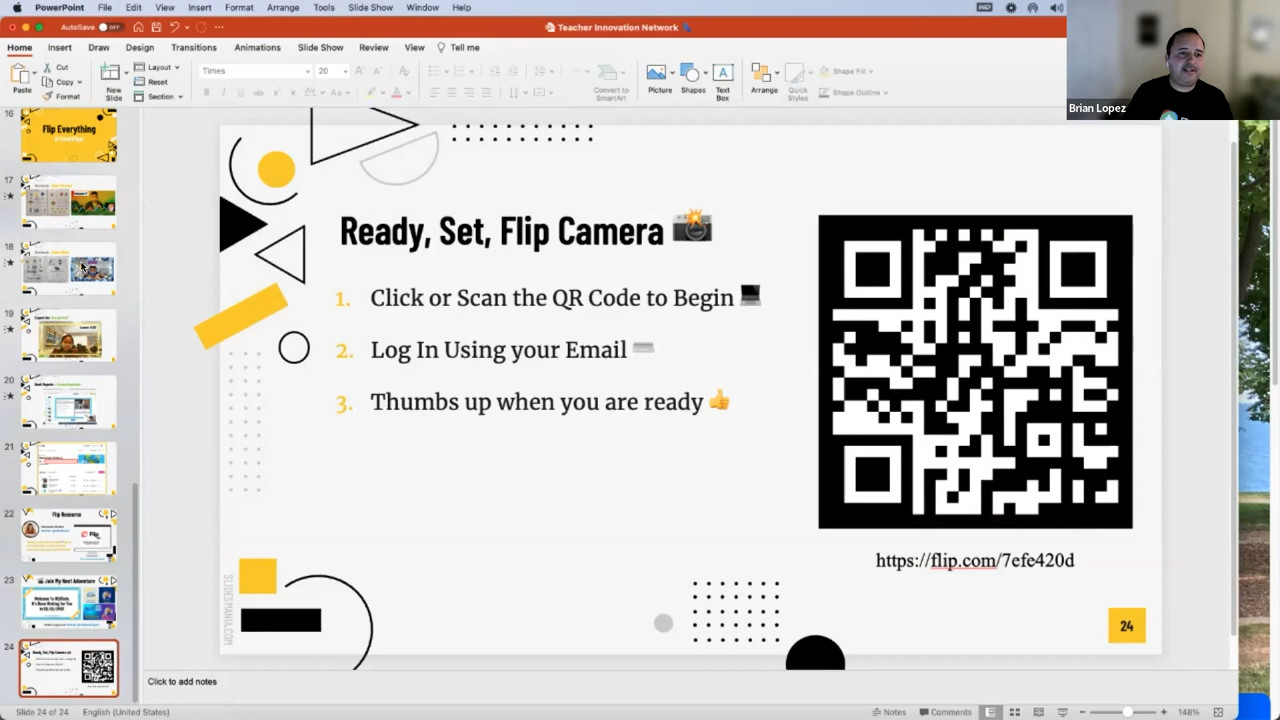 PowerPoint File Edit View Insert Format Arrange Tools Slide Show Window Help
AutoSave OFF Teacher Innovation Network
Home Insert Draw Design Transitions Animations Slide Show Review View Tell me
Paste Cut Copy Format New Slide Layout Reset Section Times 20 Convert to SmartArt Picture Shapes Text Box Arrange Quick Styles Shape Fill Shape Outline
Brian Lopez
16
Flip Everything
17
18
19
20
21
22
Flip Resource
23
Join My Next Adventure
24
Ready, Set, Flip Camera
1. Click or Scan the QR Code to Begin
2. Log In Using your Email
3. Thumbs up when you are ready
https://flip.com/7efe420d
SLIDESMANIA.COM
24
Click to add notes
Slide 24 of 24 English (United States) Notes Comments 148%